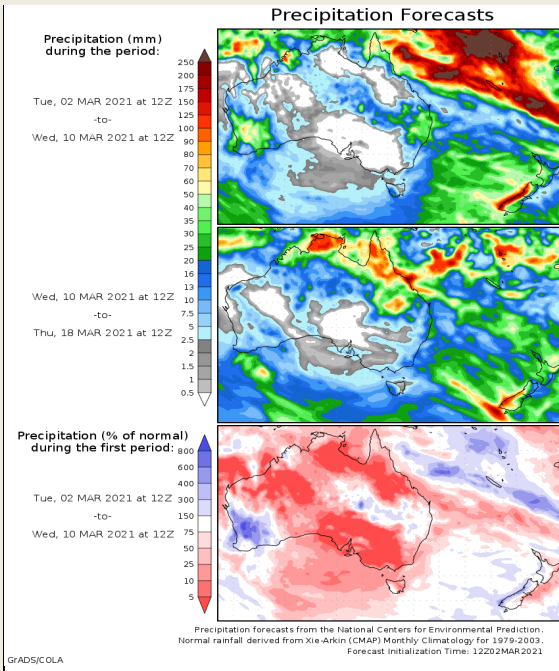 Precipitation Forecasts
Precipitation (mm)
during the period:
Tue, 02 MAR 2021 at 12Z
-to-
Wed, 10 MAR 2021 at 12Z
250
200
175
150
125
100
90
80
70
60
50
40
35
30
25
20
16
13
10
7.5
5
2.5
2
1.5
1
0.5
Wed, 10 MAR 2021 at 12Z
-to-
Thu, 18 MAR 2021 at 12Z
Precipitation (% of normal)
during the first period:
Tue, 02 MAR 2021 at 12Z
-to-
Wed, 10 MAR 2021 at 12Z
800
600
400
300
150
75
50
25
10
5
Precipitation forecasts from the National Centers for Environmental Prediction.
Normal rainfall derived from Xie-Arkin (CMAP) Monthly Climatology for 1979-2003.
Forecast Initialization Time: 12Z02MAR2021
GrADS/COLA